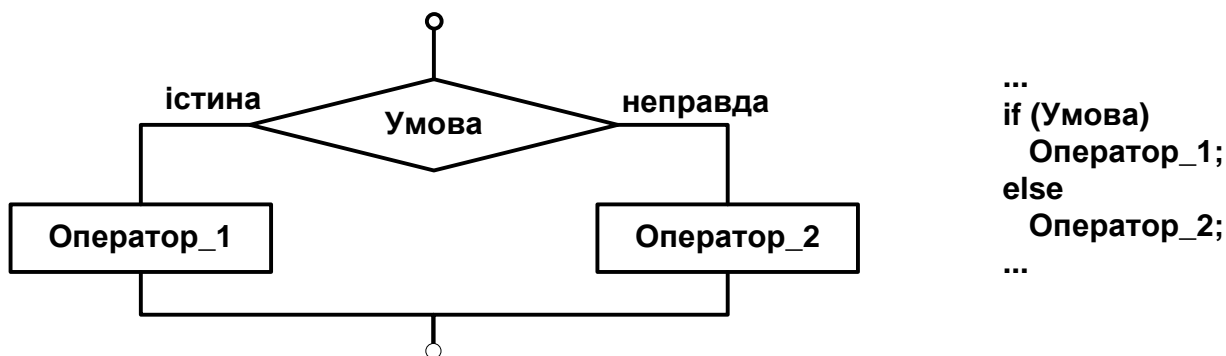 істина
неправда
Умова
Оператор_1
Оператор_2
...
if (Умова)
Оператор_1;
else
Оператор_2;
...